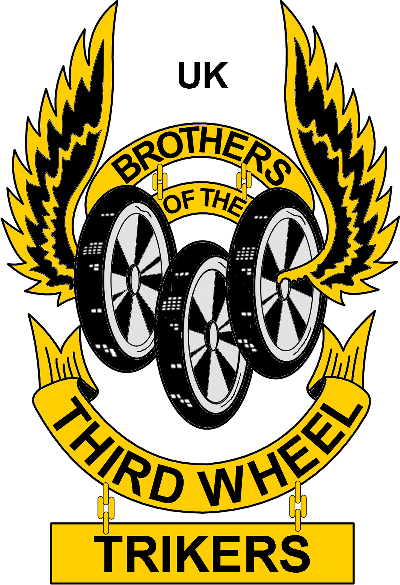 UK
BROTHERS
OF THE
THIRD WHEEL
TRIKERS